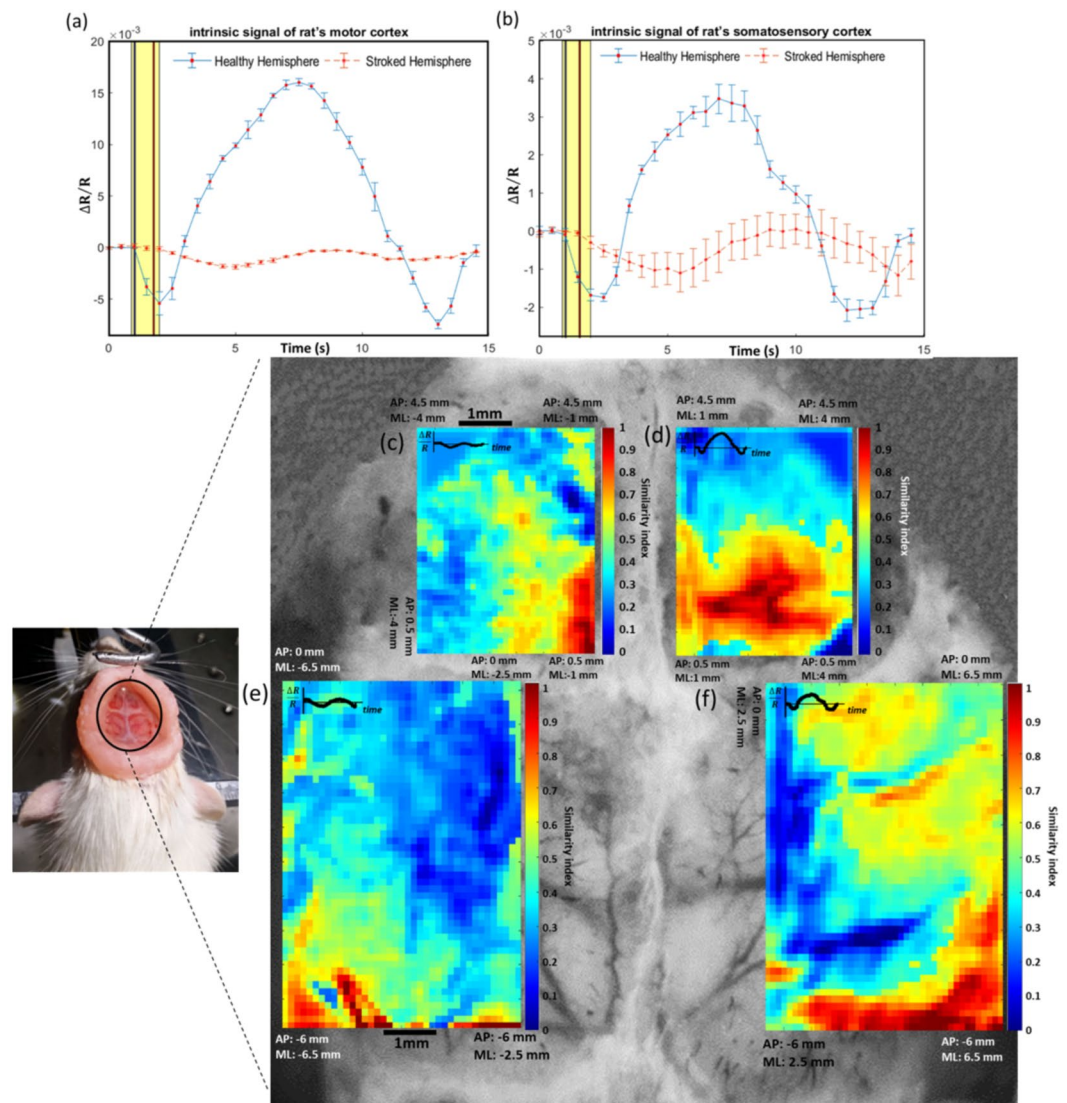 (a)
×10⁻³
intrinsic signal of rat's motor cortex
Healthy Hemisphere
Stroked Hemisphere
20
15
10
5
0
-5
ΔR/R
0
5
10
15
Time (s)
(b)
×10⁻³
intrinsic signal of rat's somatosensory cortex
Healthy Hemisphere
Stroked Hemisphere
5
4
3
2
1
0
-1
-2
ΔR/R
0
5
10
15
Time (s)
AP: 4.5 mm
ML: -4 mm
1mm
AP: 4.5 mm
ML: -1 mm
AP: 4.5 mm
ML: 1 mm
AP: 4.5 mm
ML: 4 mm
(c)
ΔR
R
time
1
0.9
0.8
0.7
0.6
0.5
0.4
0.3
0.2
0.1
0
Similarity index
(d)
R
time
1
0.9
0.8
0.7
0.6
0.5
0.4
0.3
0.2
0.1
0
Similarity index
AP: 0.5 mm
ML:-4 mm
AP: 0 mm
ML: -6.5 mm
AP: 0 mm
ML: -2.5 mm
AP: 0.5 mm
ML:-1 mm
AP: 0.5 mm
ML:1 mm
AP: 0.5 mm
ML:4 mm
AP: 0 mm
ML: 6.5 mm
(e)
ΔR
R
time
1
0.9
0.8
0.7
0.6
0.5
0.4
0.3
0.2
0.1
0
Similarity index
AP: 0 mm
ML: 2.5 mm
(f)
ΔR
R
time
1
0.9
0.8
0.7
0.6
0.5
0.4
0.3
0.2
0.1
0
Similarity index
AP: -6 mm
ML: -6.5 mm
1mm
AP: -6 mm
ML: -2.5 mm
AP: -6 mm
ML: 2.5 mm
AP: -6 mm
ML: 6.5 mm